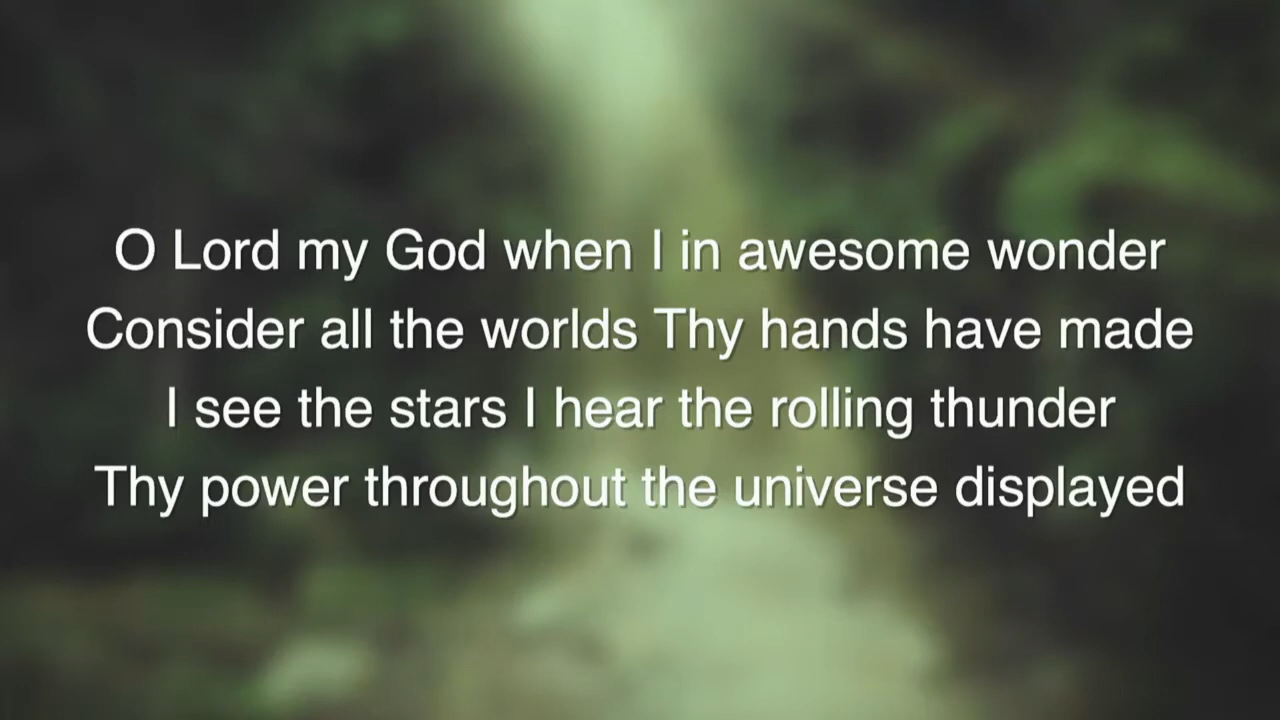 O Lord my God when I in awesome wonder
Consider all the worlds Thy hands have made
I see the stars I hear the rolling thunder
Thy power throughout the universe displayed